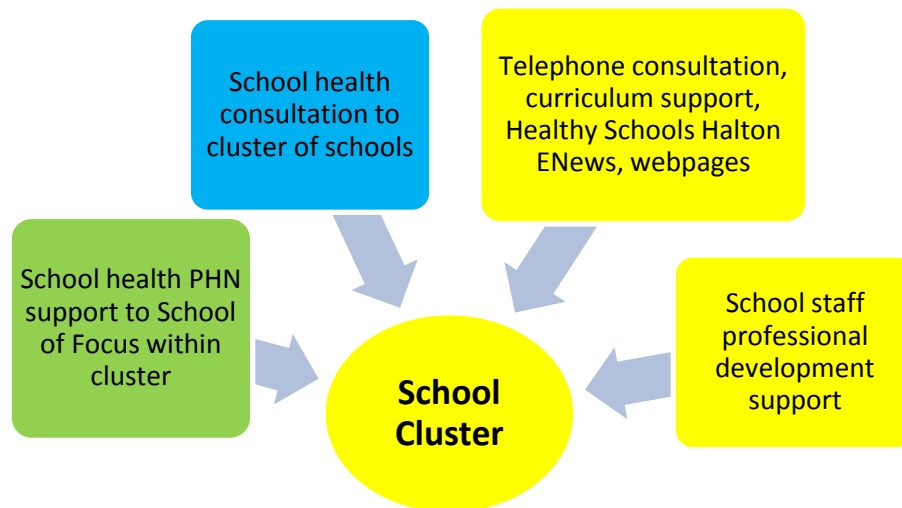 School health
consultation to
cluster of schools
Telephone consultation,
curriculum support,
Healthy Schools Halton
ENews, webpages
School health PHN
support to School
of Focus within
cluster
School staff
professional
development
support
School
Cluster